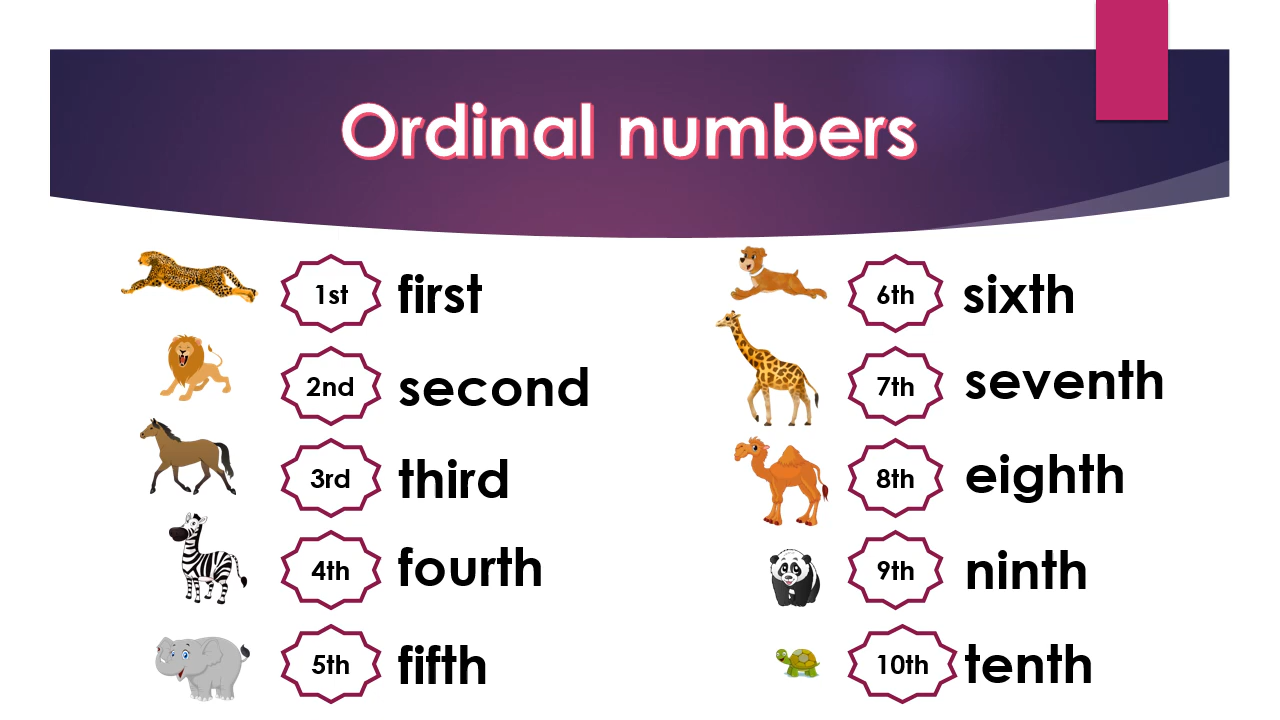 Ordinal numbers
1st first
2nd second
3rd third
4th fourth
5th fifth
6th sixth
7th seventh
8th eighth
9th ninth
10th tenth